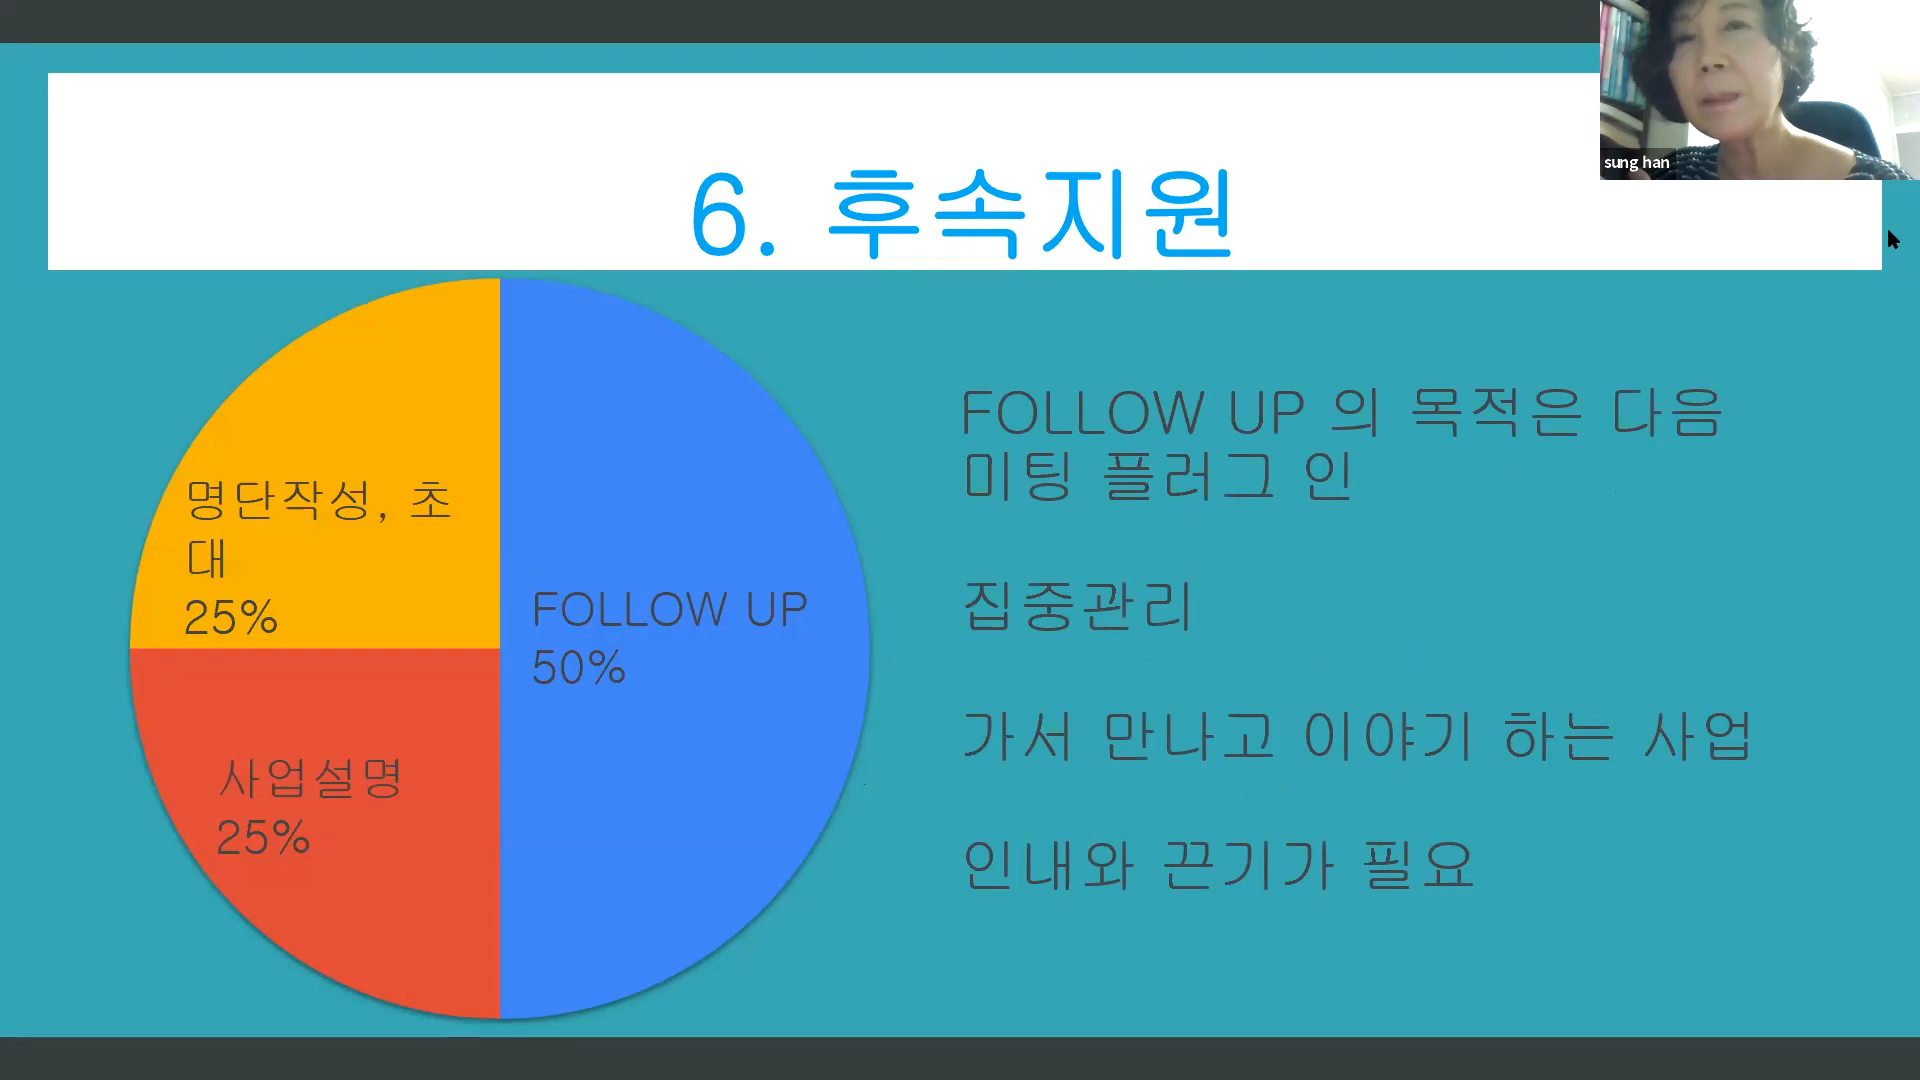 sung han
6. 후속지원
명단작성, 초
대
25%
FOLLOW UP
50%
사업설명
25%
FOLLOW UP 의 목적은 다음
미팅 플러그 인
집중관리
가서 만나고 이야기 하는 사업
인내와 끈기가 필요